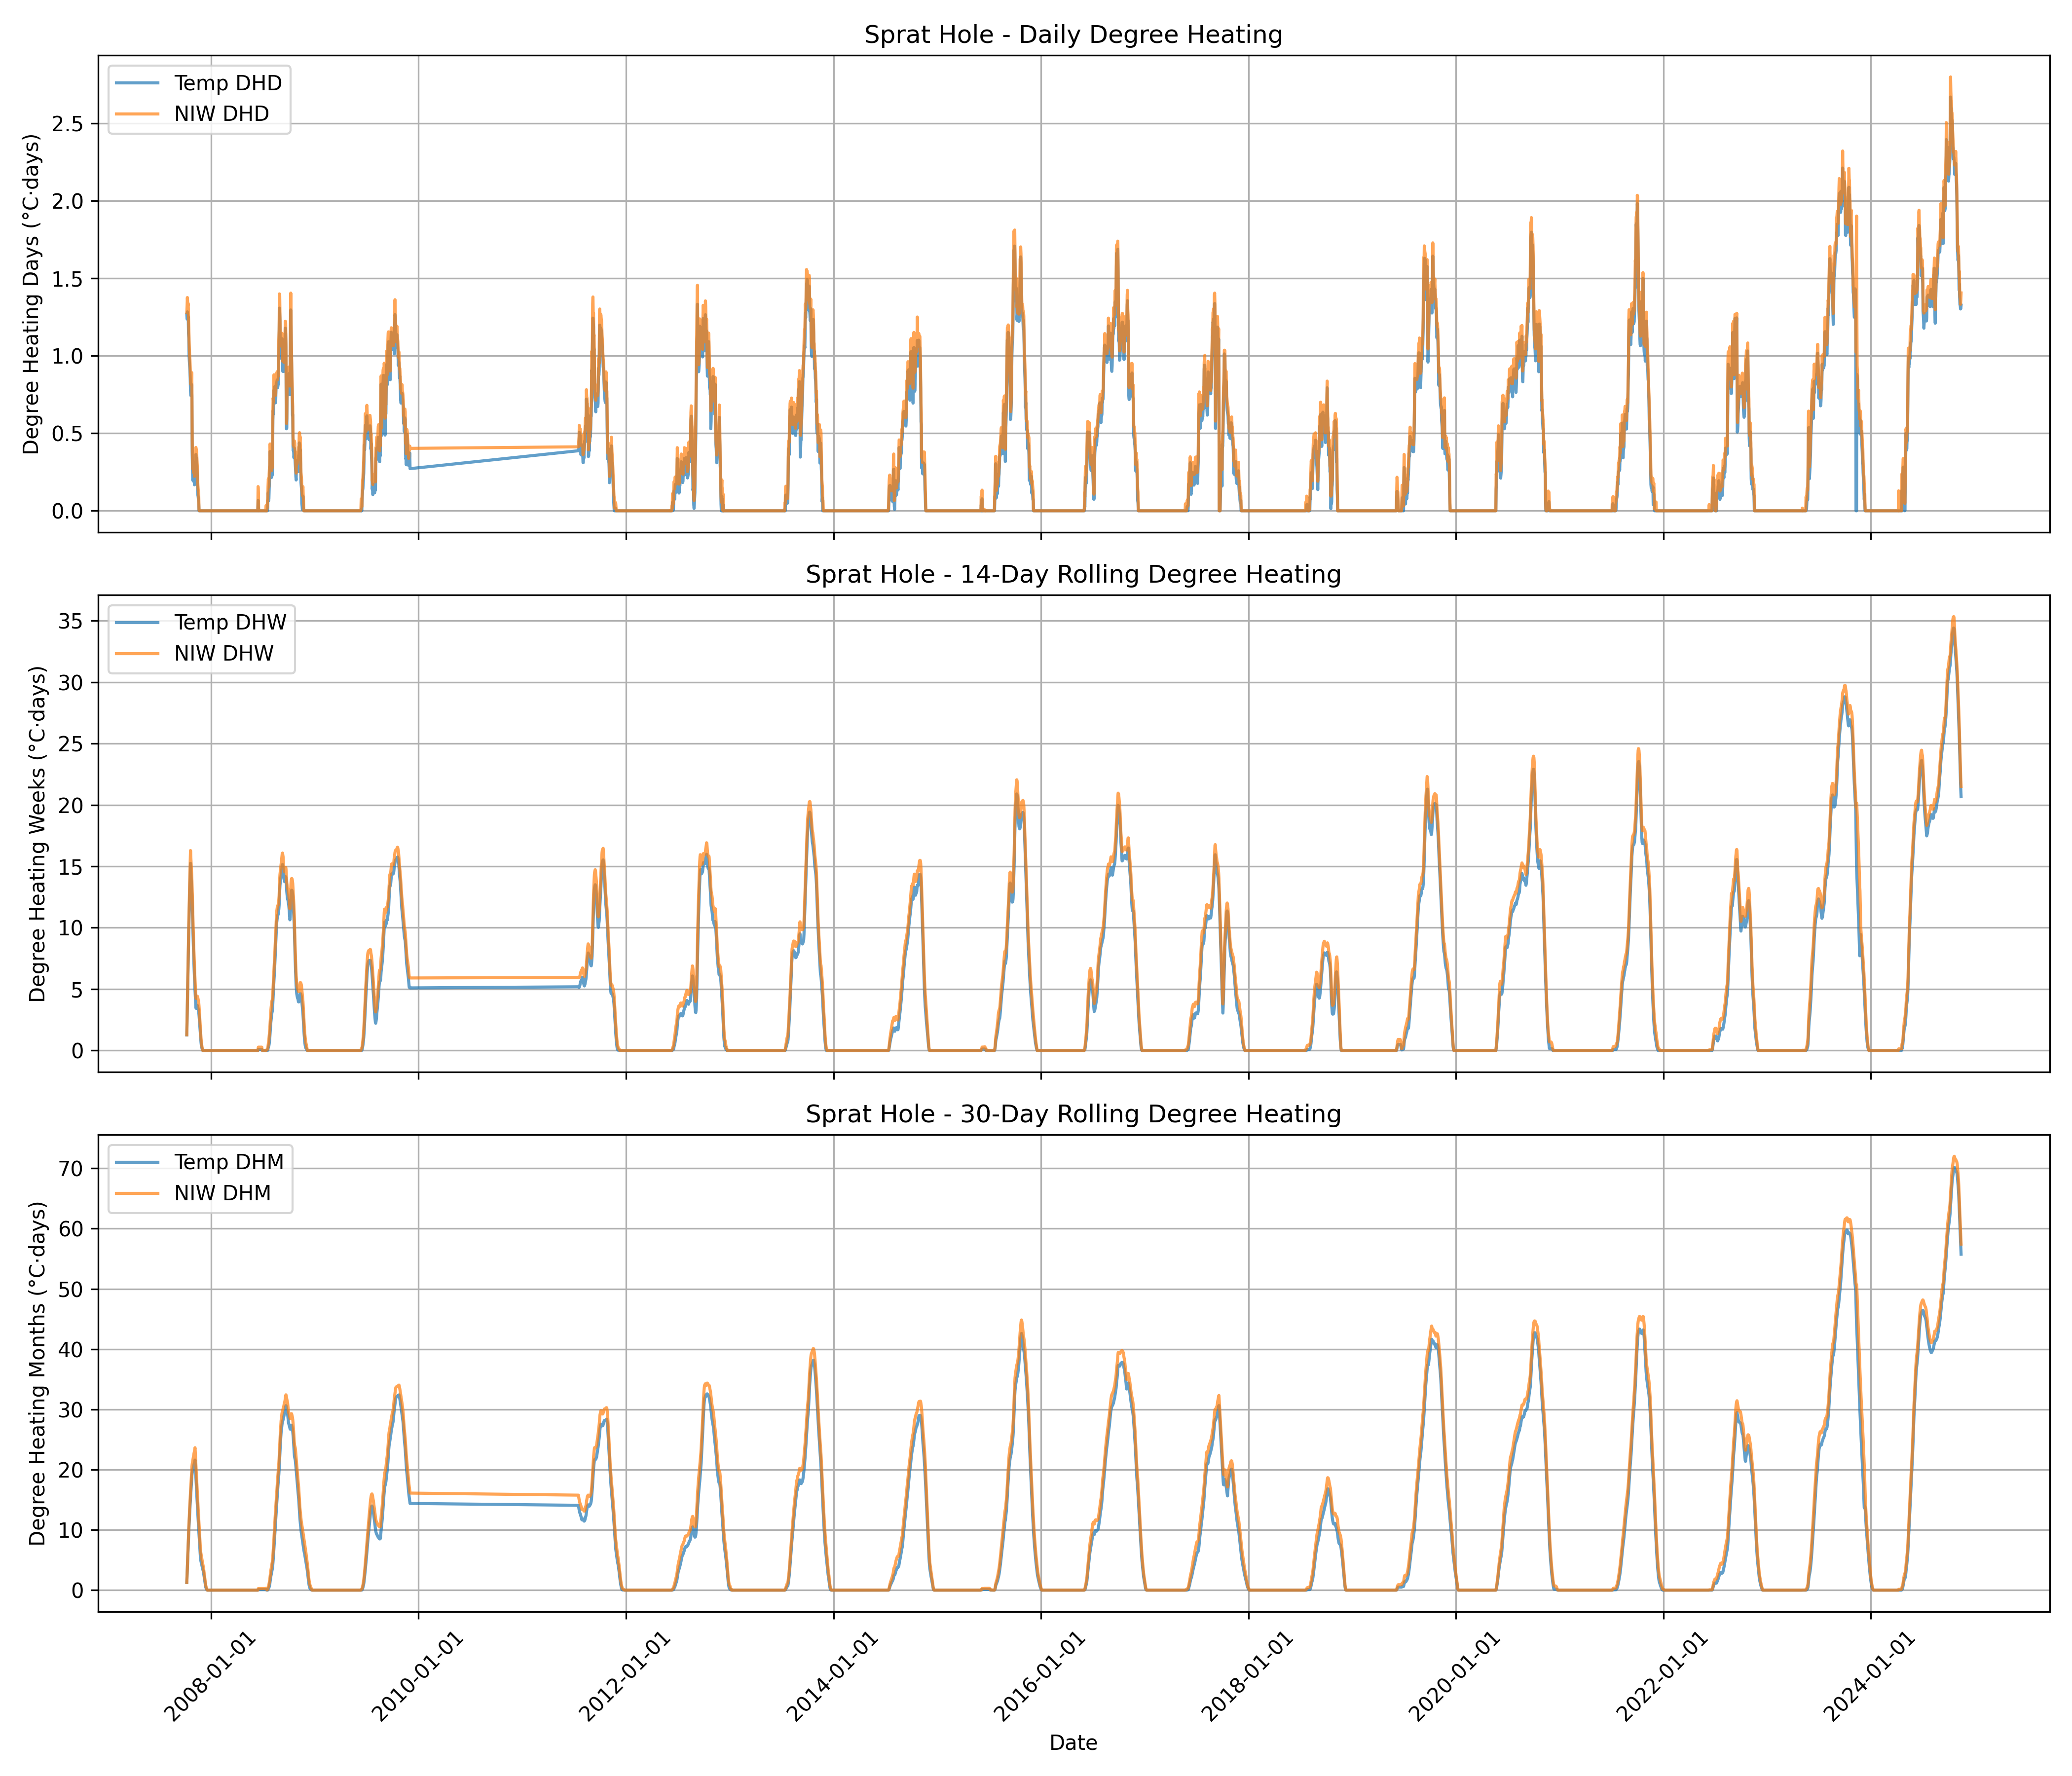 Sprat Hole - Daily Degree Heating
Temp DHD
NIW DHD
Degree Heating Days (°C·days)
2.5
2.0
1.5
1.0
0.5
0.0
Sprat Hole - 14-Day Rolling Degree Heating
Temp DHW
NIW DHW
Degree Heating Weeks (°C·days)
35
30
25
20
15
10
5
0
Sprat Hole - 30-Day Rolling Degree Heating
Temp DHM
NIW DHM
Degree Heating Months (°C·days)
70
60
50
40
30
20
10
0
2008-01-01
2010-01-01
2012-01-01
2014-01-01
2016-01-01
2018-01-01
2020-01-01
2022-01-01
2024-01-01
Date